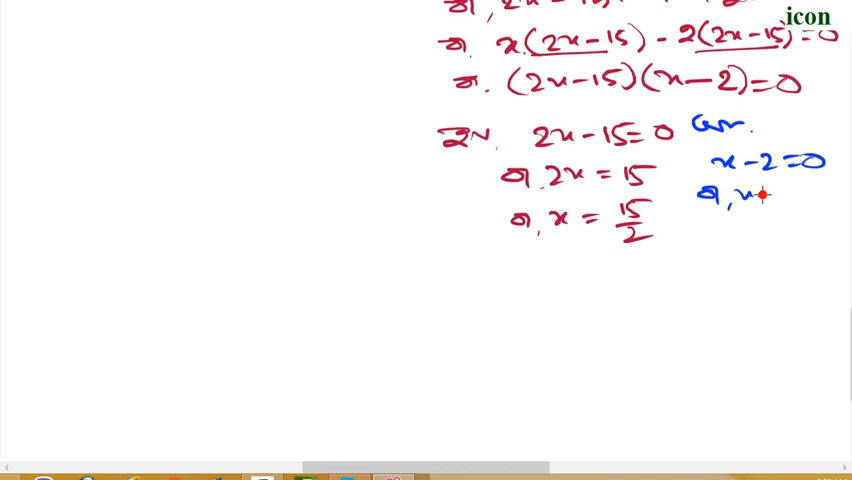 icon
বা, x(2x-15) - 2(2x-15)=0
বা, (2x-15)(x-2)=0
হয়, 2x-15=0
বা, 2x = 15
বা, x = 15/2
x-2=0
বা, x